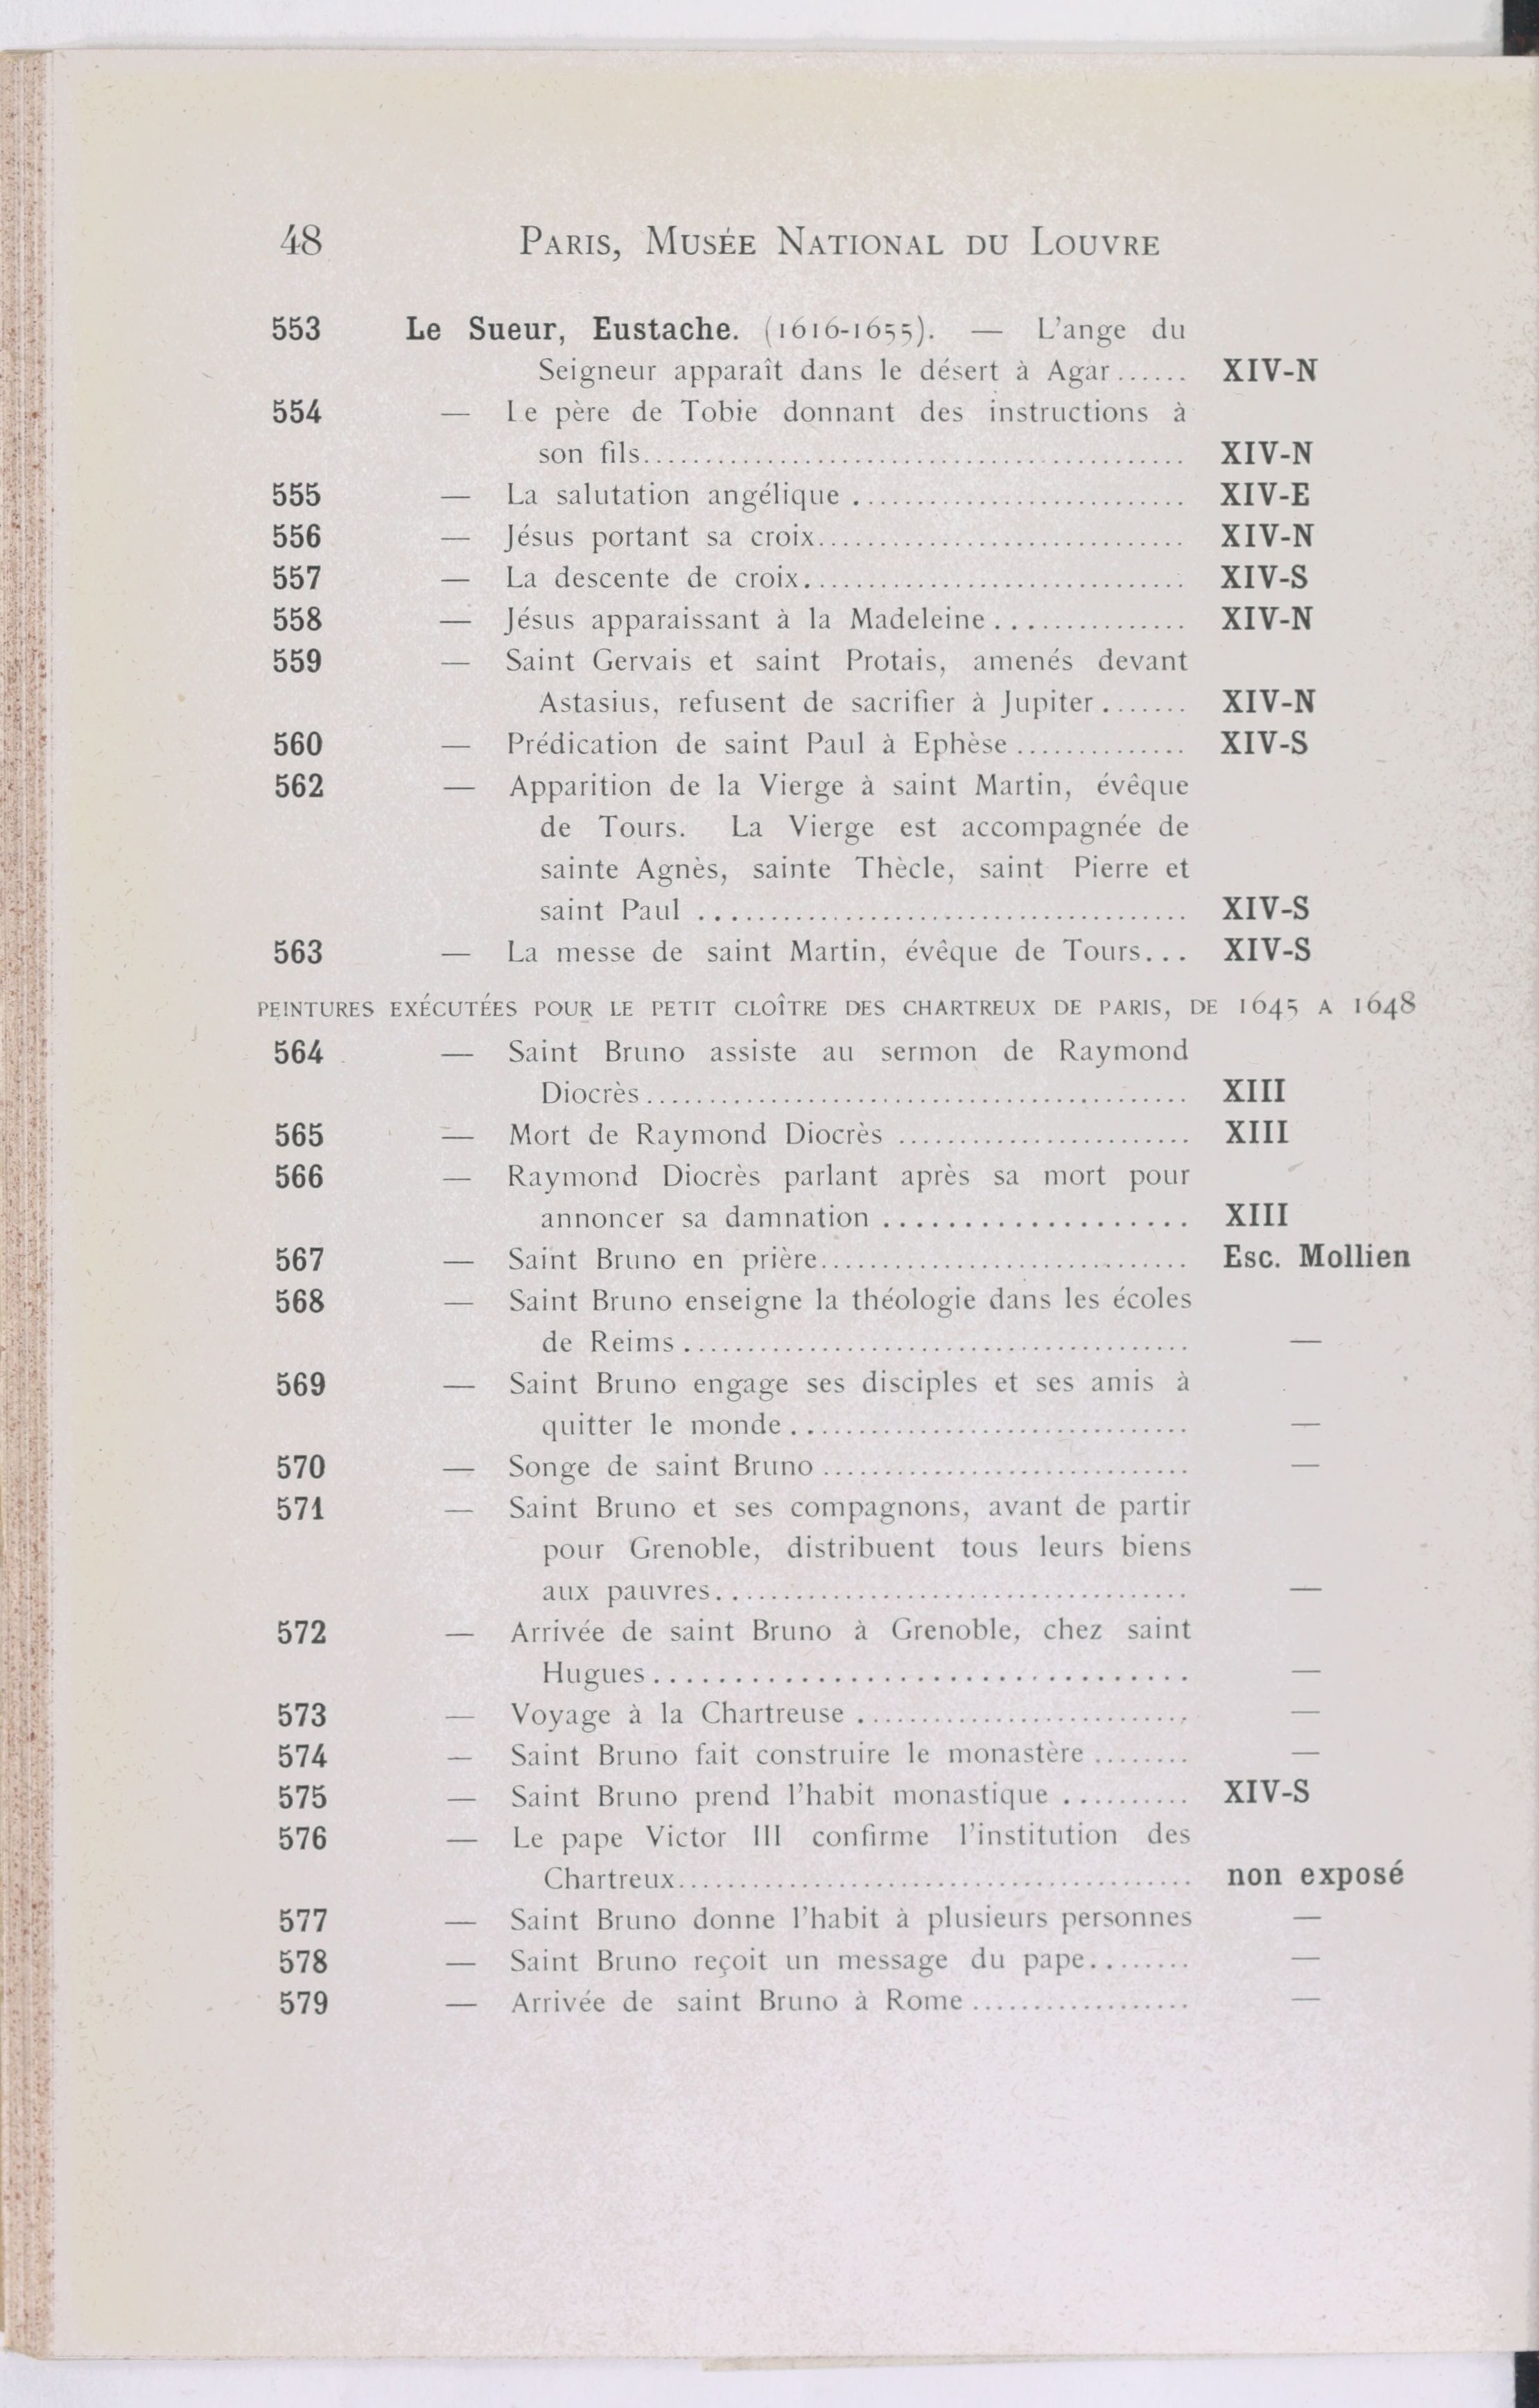 48 PARIS, MUSÉE NATIONAL DU LOUVRE
553 Le Sueur, Eustache. (1616-1655). — L'ange du
Seigneur apparaît dans le désert à Agar...... XIV-N
554 — Le père de Tobie donnant des instructions à
son fils........................................ XIV-N
555 — La salutation angélique ........................... XIV-E
556 — Jésus portant sa croix.............................. XIV-N
557 — La descente de croix............................... XIV-S
558 — Jésus apparaissant à la Madeleine............... XIV-N
559 — Saint Gervais et saint Protais, amenés devant
Astasius, refusent de sacrifier à Jupiter....... XIV-N
560 — Prédication de saint Paul à Ephèse.............. XIV-S
562 — Apparition de la Vierge à saint Martin, évêque
de Tours. La Vierge est accompagnée de
sainte Agnès, sainte Thècle, saint Pierre et
saint Paul ........................................ XIV-S
563 — La messe de saint Martin, évêque de Tours... XIV-S
PEINTURES EXÉCUTÉES POUR LE PETIT CLOÎTRE DES CHARTREUX DE PARIS, DE 1645 A 1648
564 — Saint Bruno assiste au sermon de Raymond
Diocrès............................................ XIII
565 — Mort de Raymond Diocrès ........................ XIII
566 — Raymond Diocrès parlant après sa mort pour
annoncer sa damnation ................... XIII
567 — Saint Bruno en prière.............................. Esc. Mollien
568 — Saint Bruno enseigne la théologie dans les écoles
de Reims......................................... —
569 — Saint Bruno engage ses disciples et ses amis à
quitter le monde................................ —
570 — Songe de saint Bruno.............................. —
571 — Saint Bruno et ses compagnons, avant de partir
pour Grenoble, distribuent tous leurs biens
aux pauvres...................................... —
572 — Arrivée de saint Bruno à Grenoble, chez saint
Hugues.................................. —
573 — Voyage à la Chartreuse ........................... —
574 — Saint Bruno fait construire le monastère ........ —
575 — Saint Bruno prend l'habit monastique .......... XIV-S
576 — Le pape Victor III confirme l'institution des
Chartreux.......................................... non exposé
577 — Saint Bruno donne l'habit à plusieurs personnes —
578 — Saint Bruno reçoit un message du pape........ —
579 — Arrivée de saint Bruno à Rome.................. —